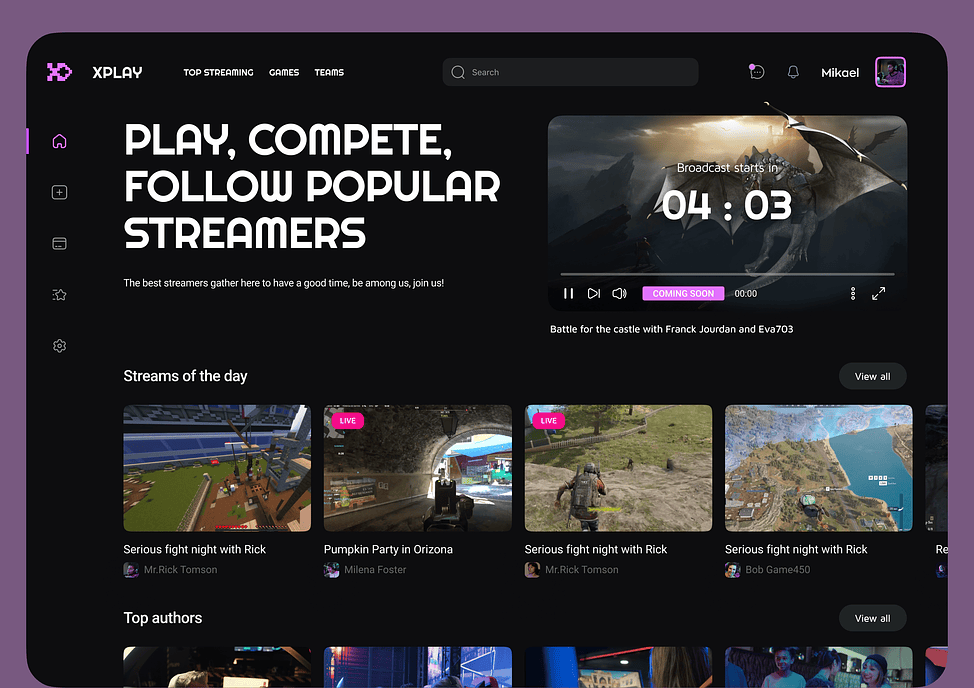 XPLAY
TOP STREAMING GAMES TEAMS
Search
Mikael
PLAY, COMPETE,
FOLLOW POPULAR
STREAMERS
The best streamers gather here to have a good time, be among us, join us!
Broadcast starts in
04 : 03
COMING SOON 00:00
Battle for the castle with Franck Jourdan and Eva703
Streams of the day
View all
LIVE
LIVE
Serious fight night with Rick
Mr.Rick Tomson
Pumpkin Party in Orizona
Milena Foster
Serious fight night with Rick
Mr.Rick Tomson
Serious fight night with Rick
Bob Game450
Re
Top authors
View all